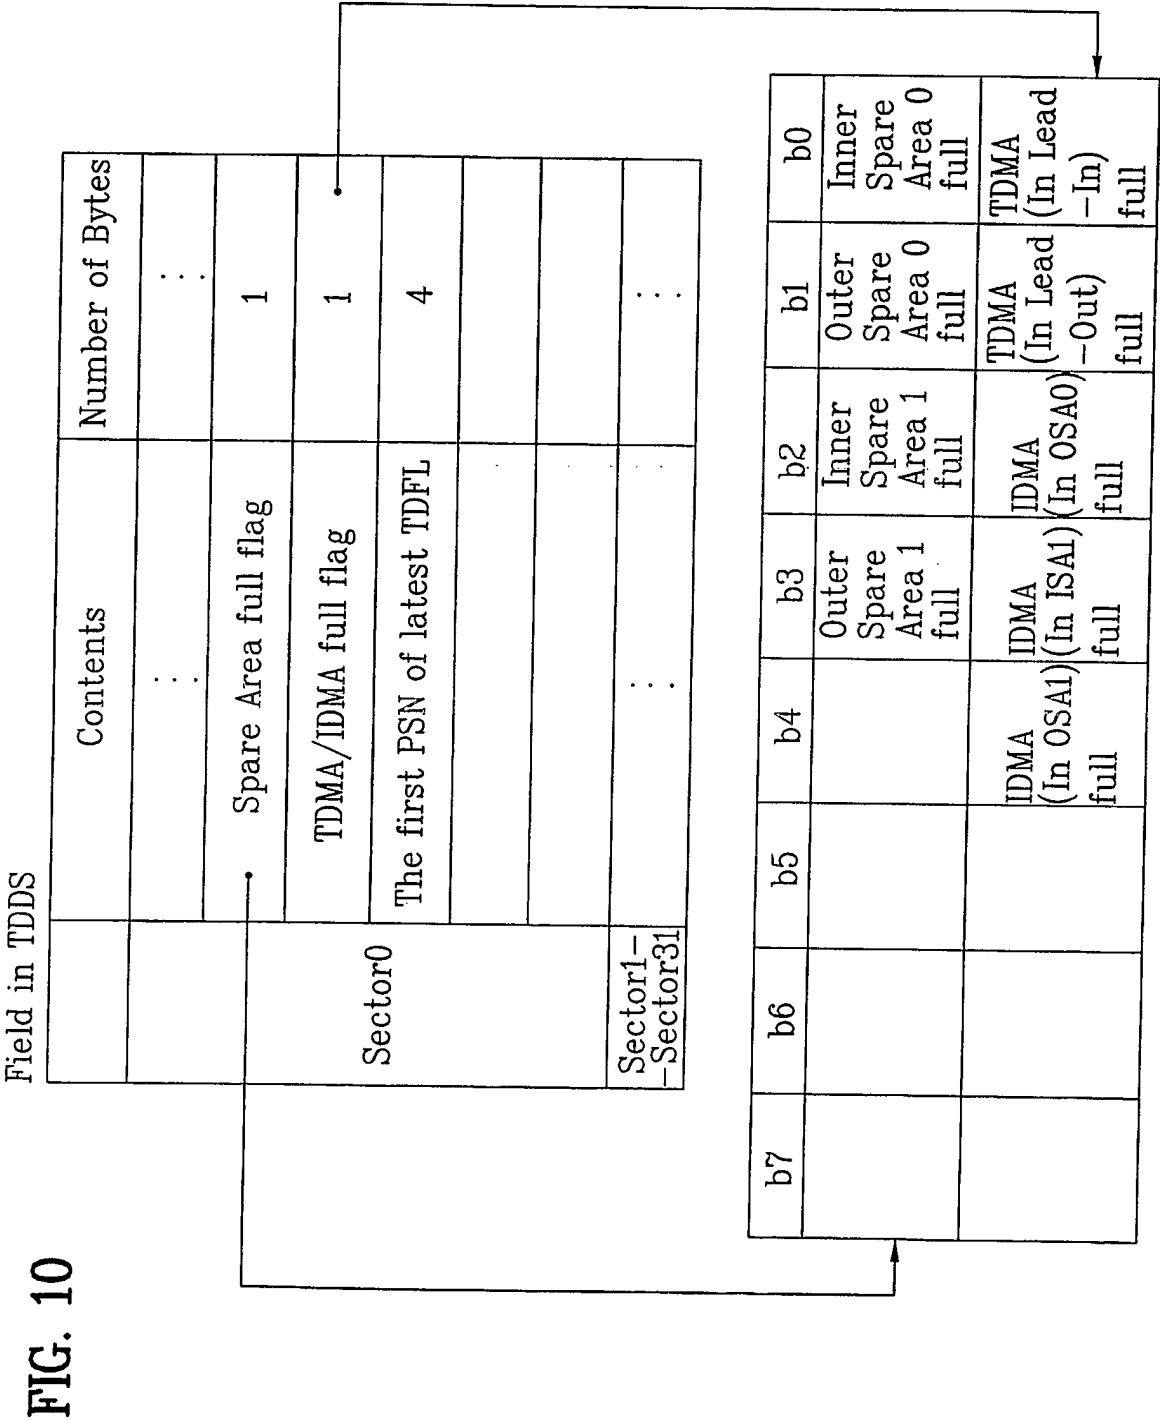 FIG. 10
Field in TDDS
Contents
Number of Bytes
Sector0
...
...
Spare Area full flag
1
TDMA/IDMA full flag
1
The first PSN of latest TDFL
4
Sector1-
-Sector31
...
...
b7
b6
b5
b4
b3
b2
b1
b0
Outer
Spare
Area 1
full
Inner
Spare
Area 1
full
Outer
Spare
Area 0
full
Inner
Spare
Area 0
full
IDMA
(In OSA1)
full
IDMA
(In ISA1)
full
IDMA
(In OSA0)
full
TDMA
(In Lead
-Out)
full
TDMA
(In Lead
-In)
full